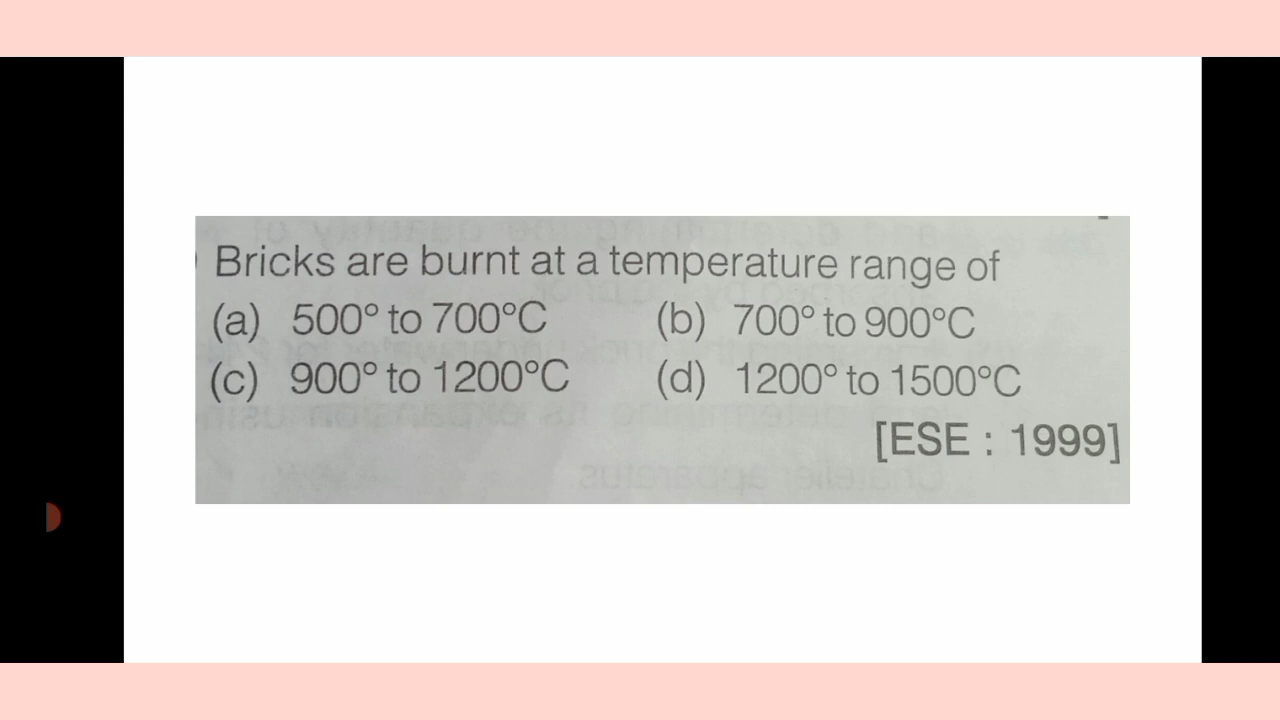 Bricks are burnt at a temperature range of
(a) 500° to 700°C (b) 700° to 900°C
(c) 900° to 1200°C (d) 1200° to 1500°C
[ESE : 1999]